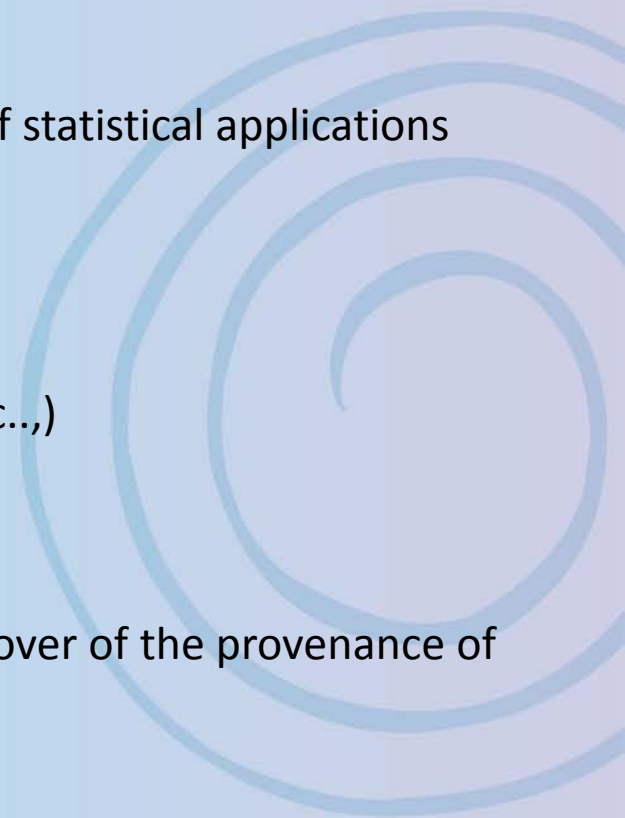 statistical applications
..,)
over of the provenance of